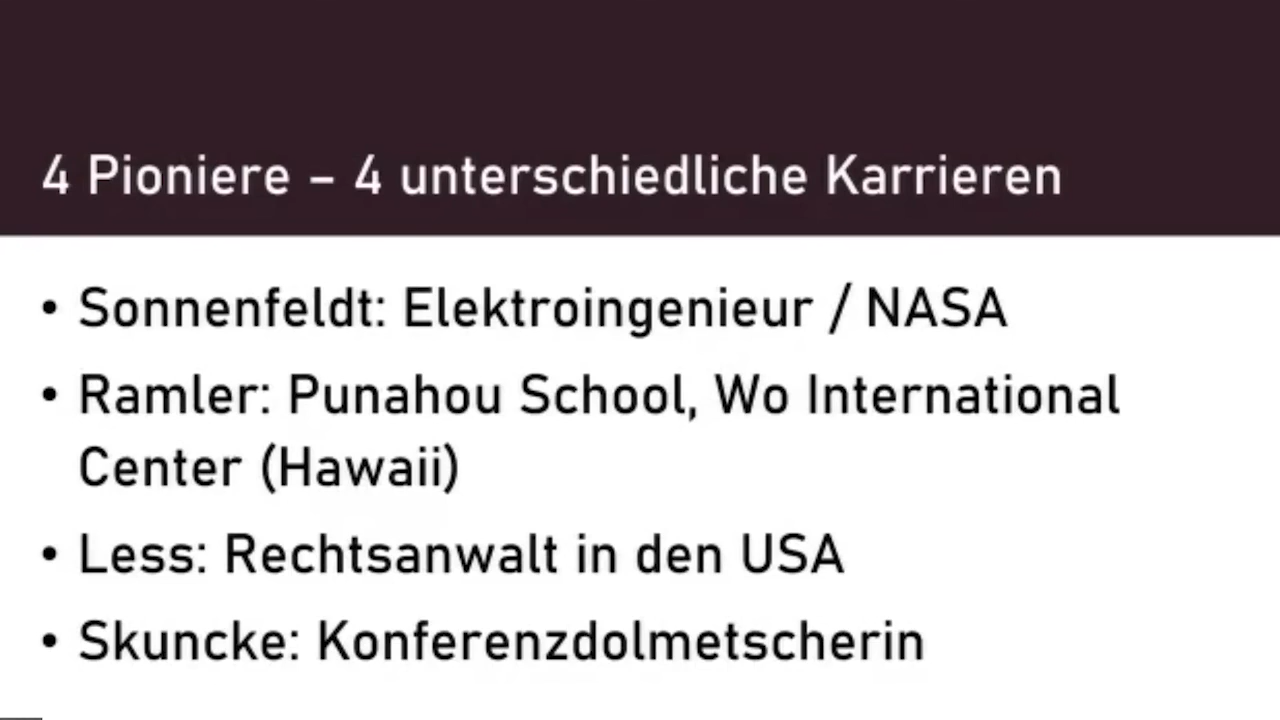 4 Pioniere – 4 unterschiedliche Karrieren
• Sonnenfeldt: Elektroingenieur / NASA
• Ramler: Punahou School, Wo International
Center (Hawaii)
• Less: Rechtsanwalt in den USA
• Skuncke: Konferenzdolmetscherin